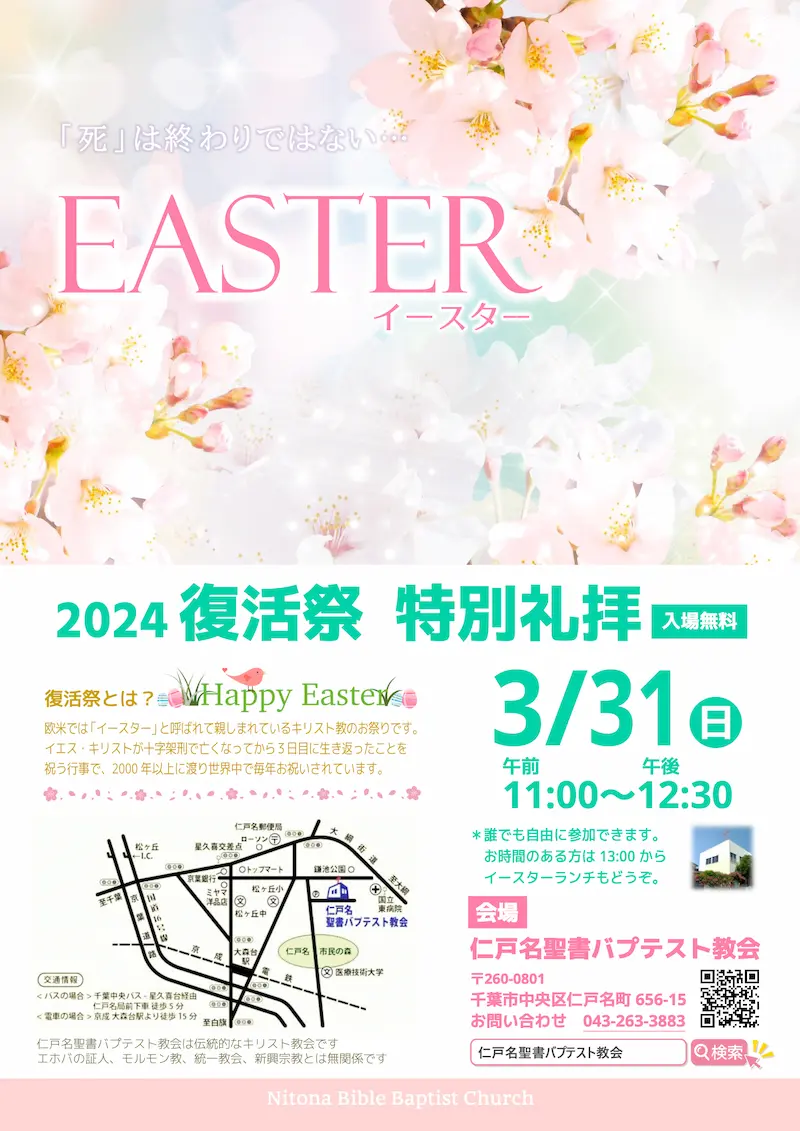 「死」は終わりではない…
EASTER
イースター
2024 復活祭 特別礼拝 入場無料
復活祭とは？
Happy Easter
欧米では「イースター」と呼ばれて親しまれているキリスト教のお祭りです。
イエス・キリストが十字架刑で亡くなってから3日目に生き返ったことを
祝う行事で、2000 年以上に渡り世界中で毎年お祝いされています。
3/31 日
午前 午後
11:00～12:30
＊誰でも自由に参加できます。
お時間のある方は 13:00 から
イースターランチもどうぞ。
会場
仁戸名聖書バプテスト教会
〒260-0801
千葉市中央区仁戸名町 656-15
お問い合わせ 043-263-3883
仁戸名聖書バプテスト教会 検索
仁戸名郵便局
ローソン
大網街道
松ヶ丘
I.C.
星久喜交差点
トップマート
鎌池公園
至大網
京葉銀行
ミヤマ
洋品店
松ヶ丘小
松ヶ丘中
国立
東病院
仁戸名
聖書バプテスト教会
至千葉
京葉道路
京成電鉄
大森台
駅
仁戸名 市民の森
医療技術大学
至白旗
交通情報
＜バスの場合＞千葉中央バス - 星久喜台経由
仁戸名局前下車 徒歩 5 分
＜電車の場合＞京成 大森台駅より徒歩 15 分
仁戸名聖書バプテスト教会は伝統的なキリスト教会です
エホバの証人、モルモン教、統一教会、新興宗教とは無関係です
Nitona Bible Baptist Church